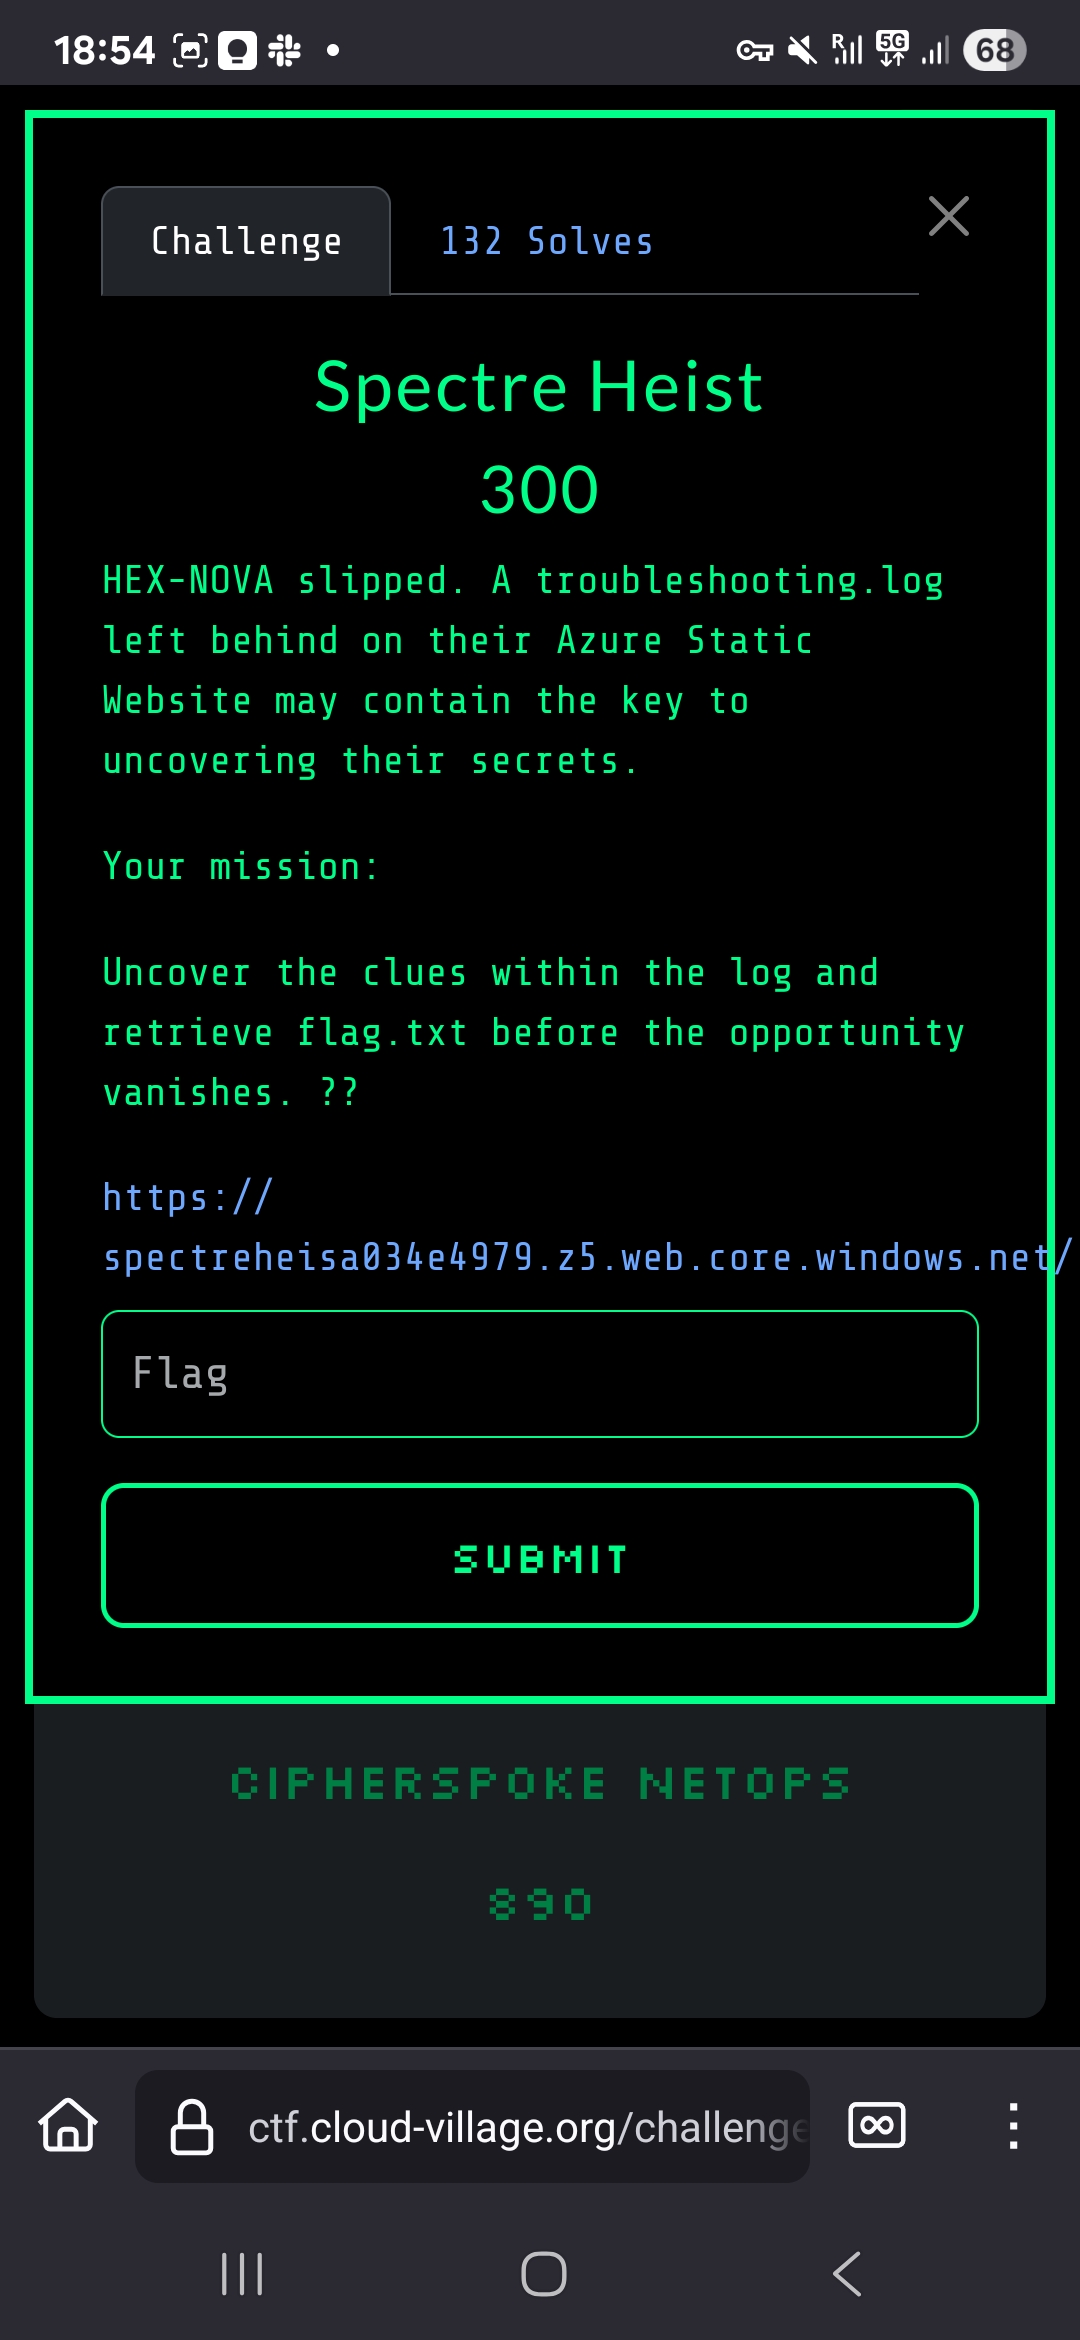 18:54
R
5G
68
Challenge
132 Solves
Spectre Heist
300
HEX-NOVA slipped. A troubleshooting.log
left behind on their Azure Static
Website may contain the key to
uncovering their secrets.
Your mission:
Uncover the clues within the log and
retrieve flag.txt before the opportunity
vanishes. ??
https://
spectreheisa034e4979.z5.web.core.windows.net/
Flag
SUBMIT
CIPHERSPOKE NETOPS
890
ctf.cloud-village.org/challenge